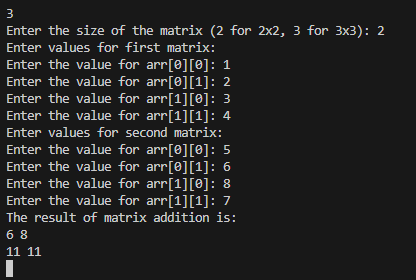 3
Enter the size of the matrix (2 for 2x2, 3 for 3x3): 2
Enter values for first matrix:
Enter the value for arr[0][0]: 1
Enter the value for arr[0][1]: 2
Enter the value for arr[1][0]: 3
Enter the value for arr[1][1]: 4
Enter values for second matrix:
Enter the value for arr[0][0]: 5
Enter the value for arr[0][1]: 6
Enter the value for arr[1][0]: 8
Enter the value for arr[1][1]: 7
The result of matrix addition is:
6 8
11 11